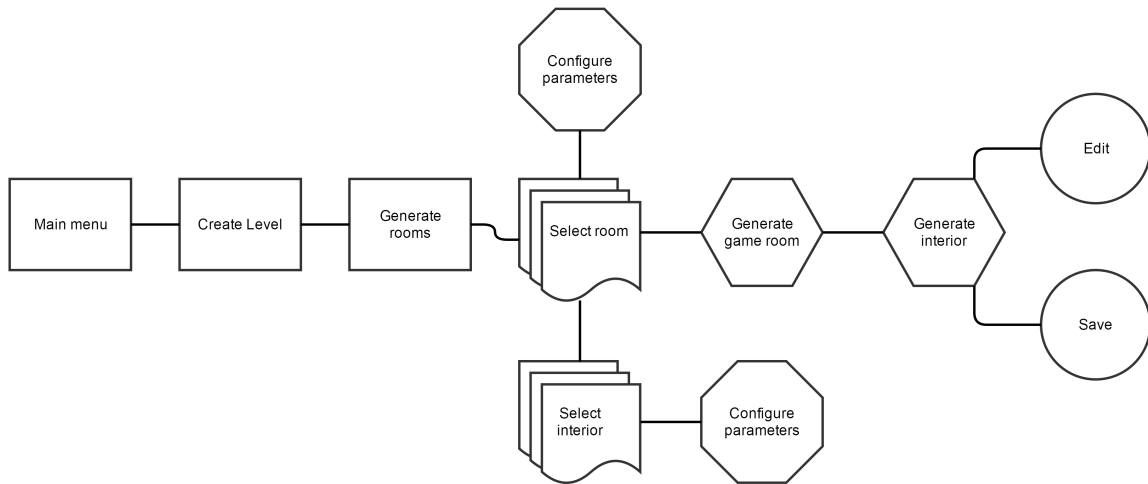 Configure
parameters
Main menu
Create Level
Generate
rooms
Select room
Generate
game room
Generate
interior
Edit
Save
Select
interior
Configure
parameters